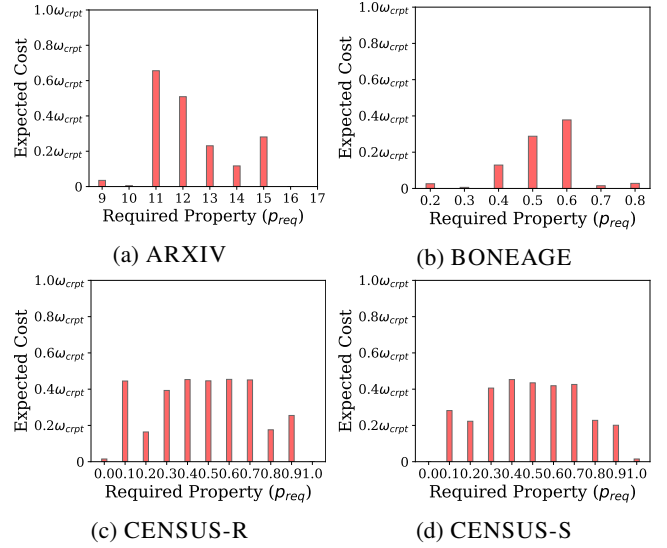 1.0ω_crpt
0.8ω_crpt
0.6ω_crpt
0.4ω_crpt
0.2ω_crpt
0
Expected Cost
9 10 11 12 13 14 15 16 17
Required Property (p_req)
(a) ARXIV
1.0ω_crpt
0.8ω_crpt
0.6ω_crpt
0.4ω_crpt
0.2ω_crpt
0
Expected Cost
0.2 0.3 0.4 0.5 0.6 0.7 0.8
Required Property (p_req)
(b) BONEAGE
1.0ω_crpt
0.8ω_crpt
0.6ω_crpt
0.4ω_crpt
0.2ω_crpt
0
Expected Cost
0.00.10.20.30.40.50.60.70.80.91.0
Required Property (p_req)
(c) CENSUS-R
1.0ω_crpt
0.8ω_crpt
0.6ω_crpt
0.4ω_crpt
0.2ω_crpt
0
Expected Cost
0.00.10.20.30.40.50.60.70.80.91.0
Required Property (p_req)
(d) CENSUS-S